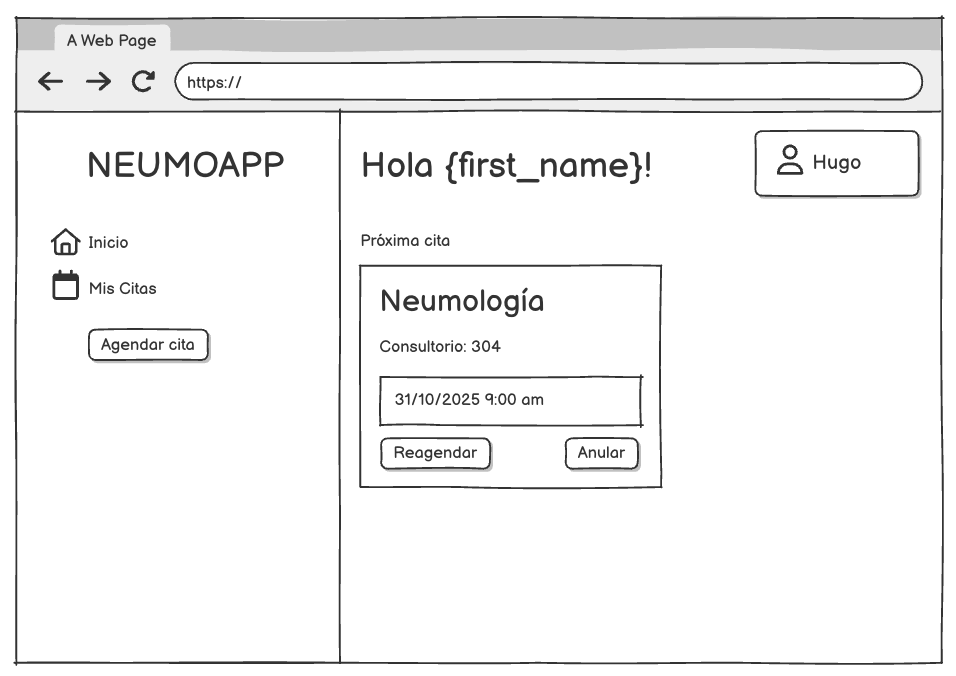 A Web Page
https://
NEUMOAPP
Inicio
Mis Citas
Agendar cita
Hola {first_name}!
Hugo
Próxima cita
Neumología
Consultorio: 304
31/10/2025 9:00 am
Reagendar
Anular